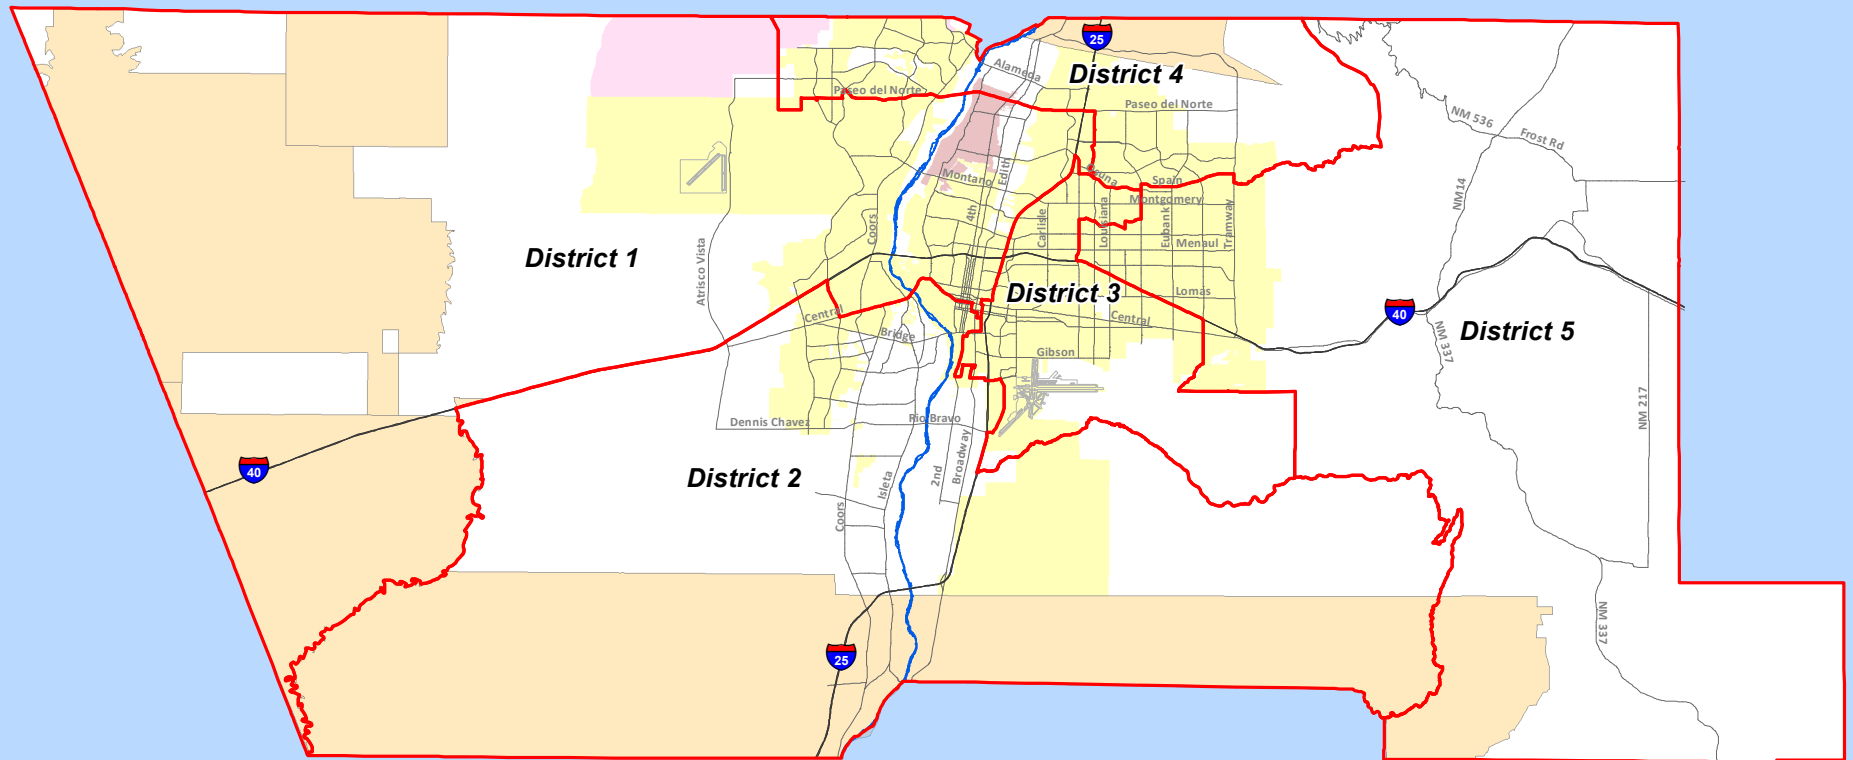 25
Alameda
District 4
Paseo del Norte
Paseo del Norte
NM 536
Frost Rd
Montano
Edith
Osuna
Spain
Montgomery
NM14
4th
Coors
Carlisle
Louisiana
Eubank
Tramway
Menaul
District 1
Atrisco Vista
District 3
Lomas
Central
Central
Bridge
Gibson
40
District 5
NM 337
NM 217
Dennis Chavez
Rio Bravo
Broadway
40
District 2
2nd
Isleta
Coors
NM 337
25